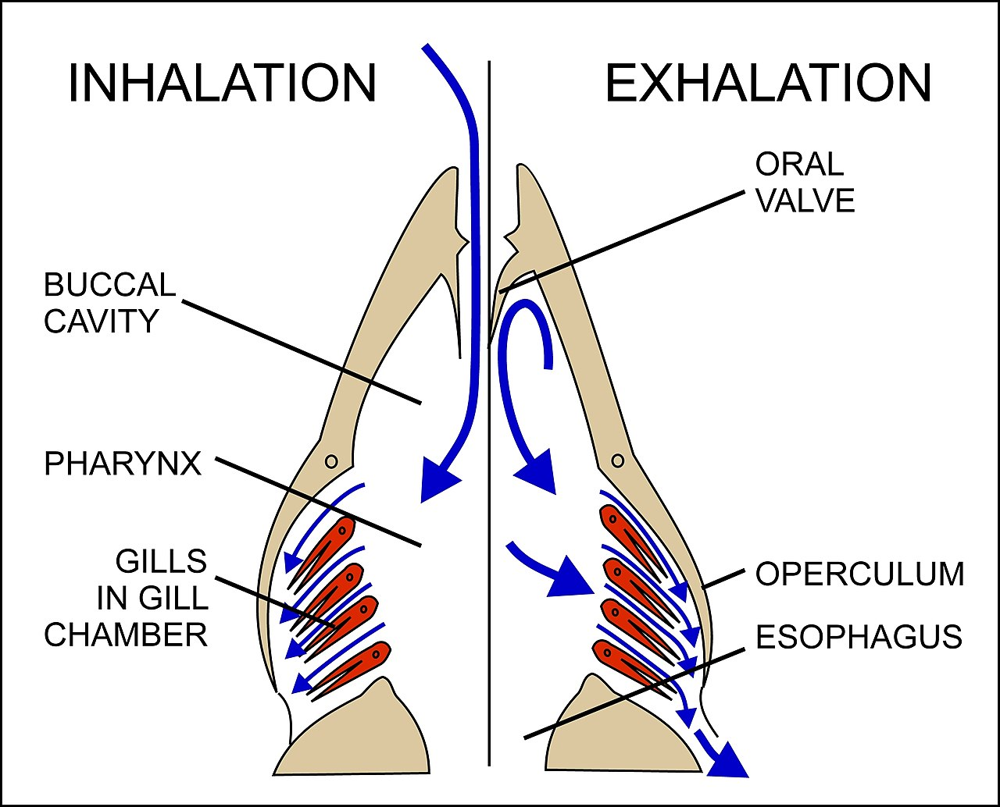 INHALATION
EXHALATION
ORAL
VALVE
BUCCAL
CAVITY
PHARYNX
GILLS
IN GILL
CHAMBER
OPERCULUM
ESOPHAGUS